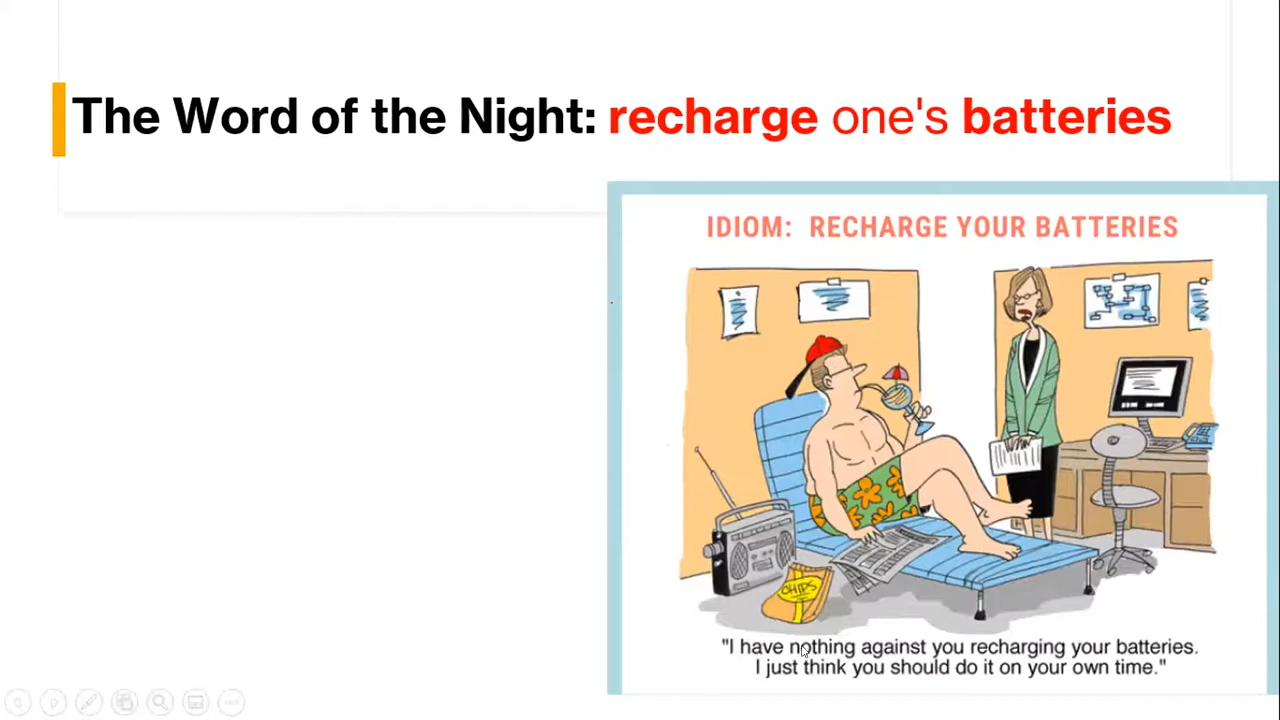 The Word of the Night: recharge one's batteries
IDIOM: RECHARGE YOUR BATTERIES
CHIPS
"I have nothing against you recharging your batteries.
I just think you should do it on your own time."